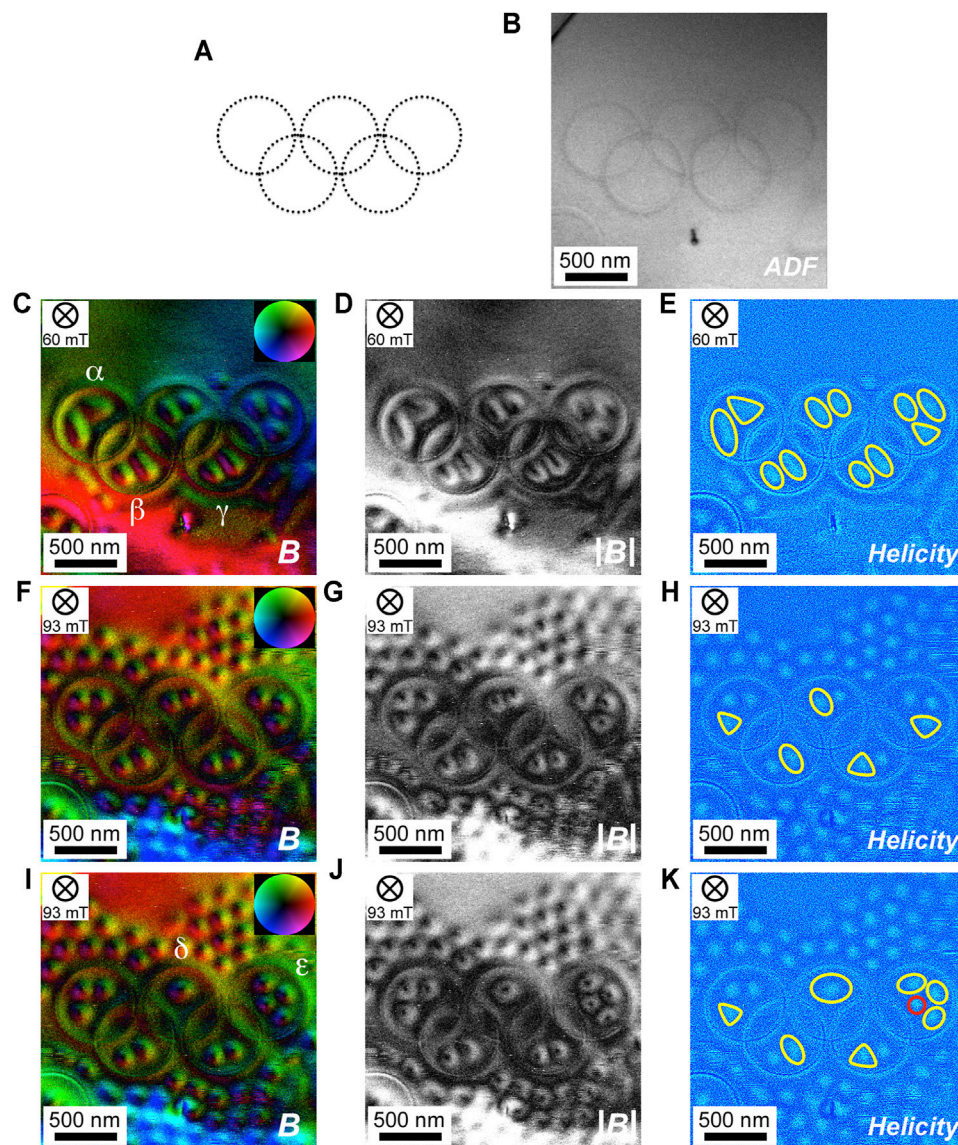 A
B
500 nm
ADF
C
60 mT
α
β
γ
500 nm
B
D
60 mT
500 nm
|B|
E
60 mT
500 nm
Helicity
F
93 mT
500 nm
B
G
93 mT
500 nm
|B|
H
93 mT
500 nm
Helicity
I
93 mT
δ
ε
500 nm
B
J
93 mT
500 nm
|B|
K
93 mT
500 nm
Helicity